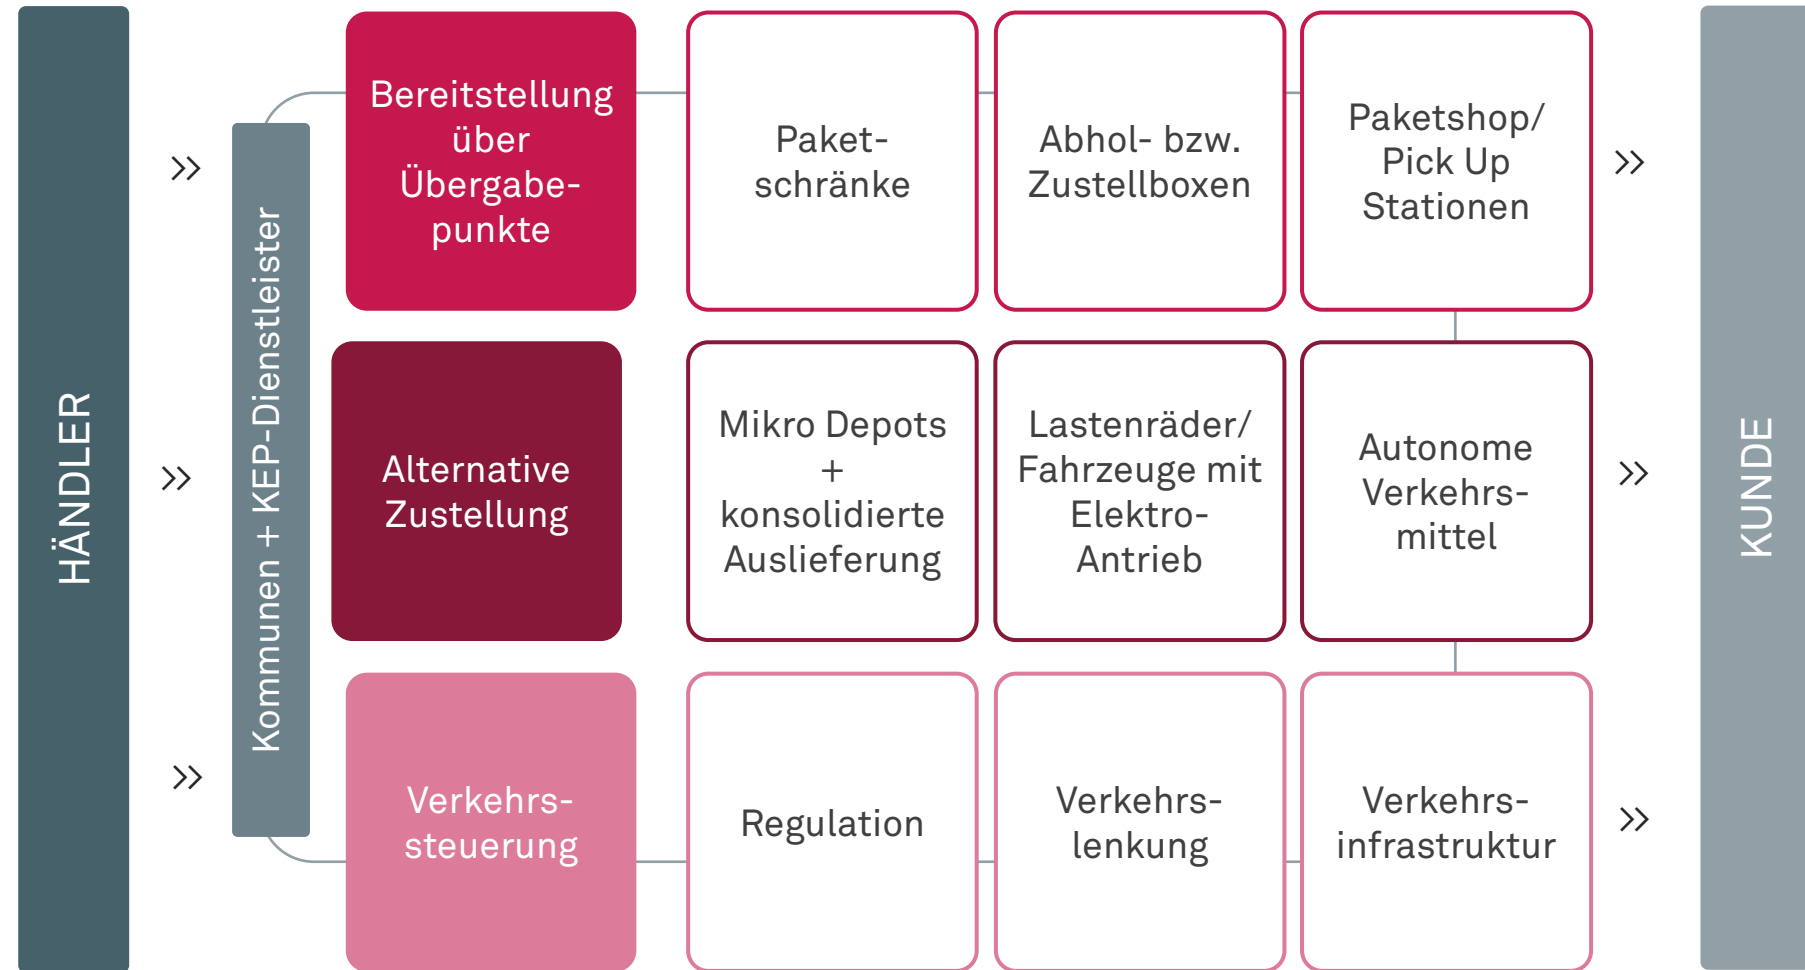 HÄNDLER
Kommunen + KEP-Dienstleister
Bereitstellung
über
Übergabe-
punkte
Paket-
schränke
Abhol- bzw.
Zustellboxen
Paketshop/
Pick Up
Stationen
Alternative
Zustellung
Mikro Depots
+
konsolidierte
Auslieferung
Lastenräder/
Fahrzeuge mit
Elektro-
Antrieb
Autonome
Verkehrs-
mittel
Verkehrs-
steuerung
Regulation
Verkehrs-
lenkung
Verkehrs-
infrastruktur
KUNDE